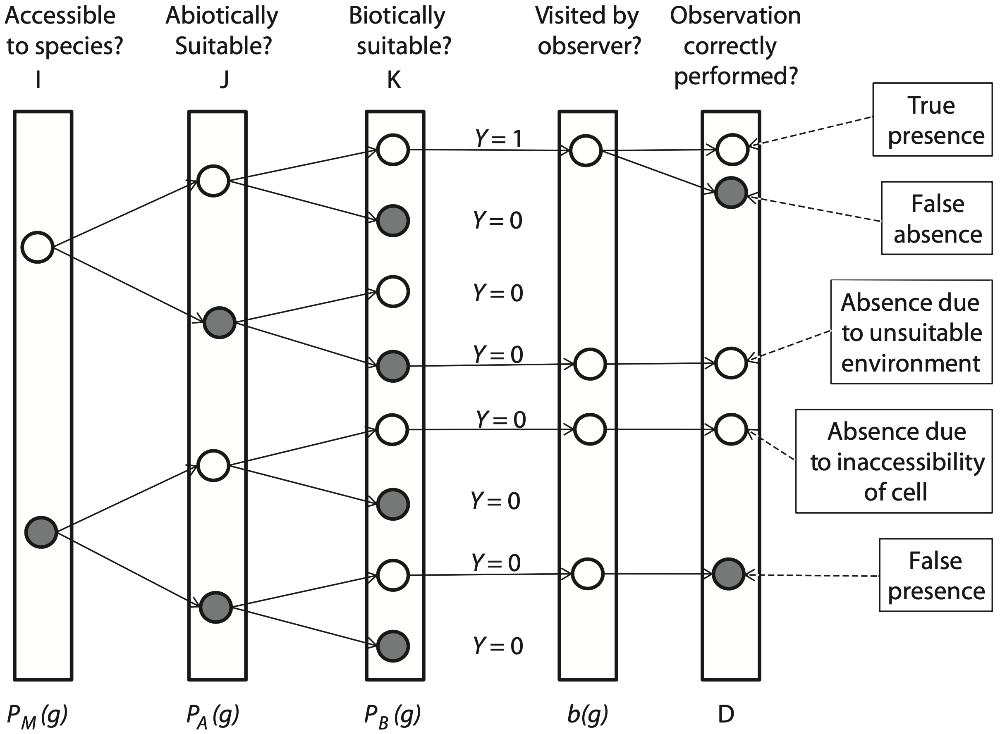 Accessible
to species?
I
Abiotically
Suitable?
J
Biotically
suitable?
K
Visited by
observer?
Observation
correctly
performed?
Y = 1
Y = 0
Y = 0
Y = 0
Y = 0
Y = 0
Y = 0
Y = 0
True
presence
False
absence
Absence due
to unsuitable
environment
Absence due
to inaccessibility
of cell
False
presence
P_M (g)
P_A (g)
P_B (g)
b(g)
D